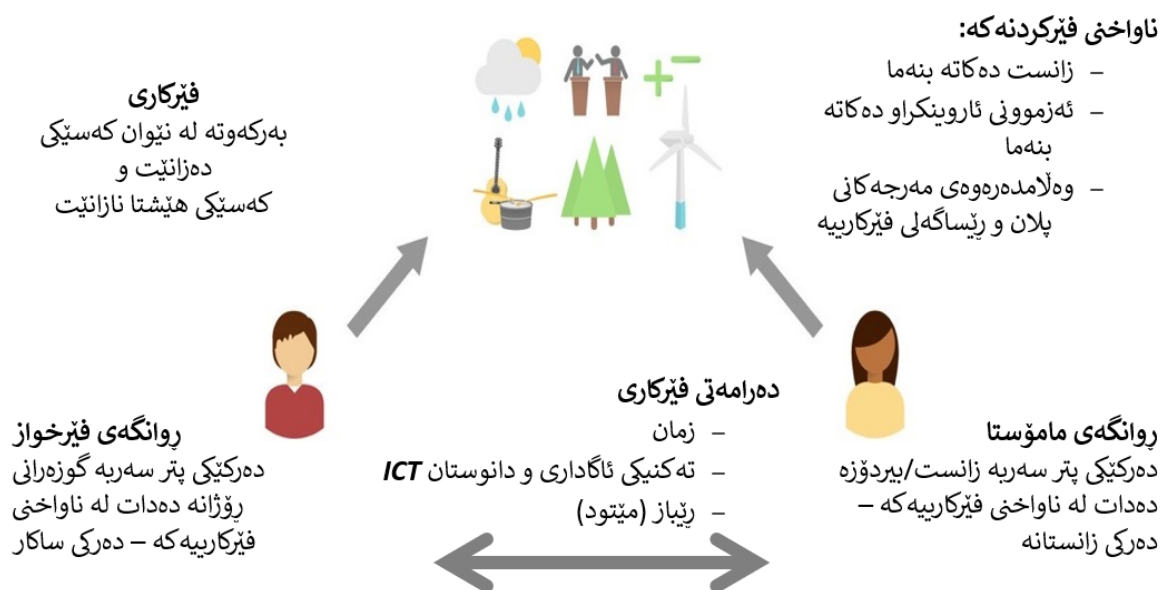 ناواخنی فێرکردنەکە:
– زانست دەکاتە بنەما
– ئەزموونی ئاروینکراو دەکاتە
بنەما
– وەڵامدەرەوەی مەرجەکانی
پلان و ڕێساگەلی فێرکارییە
فێرکاری
بەرکەوتە لە نێوان کەسێکی
دەزانێت و
کەسێکی هێشتا نازانێت
دەرامەتی فێرکاری
– زمان
– تەکنیکی ئاگاداری و دانوستان ICT
– ڕێباز (مێتود)
ڕوانگەی مامۆستا
دەرکێکی پتر سەربە زانست/بیردۆزە
دەدات لە ناواخنی فێرکارییەکە –
دەرکی زانستانە
ڕوانگەی فێرخواز
دەرکێکی پتر سەربە گوزەرانی
ڕۆژانە دەدات لە ناواخنی
فێرکارییەکە – دەرکی ساکار